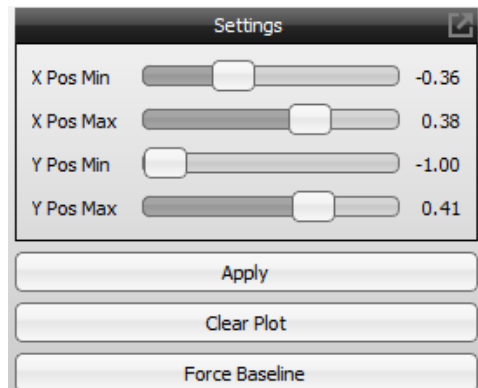 Settings
X Pos Min -0.36
X Pos Max 0.38
Y Pos Min -1.00
Y Pos Max 0.41
Apply
Clear Plot
Force Baseline